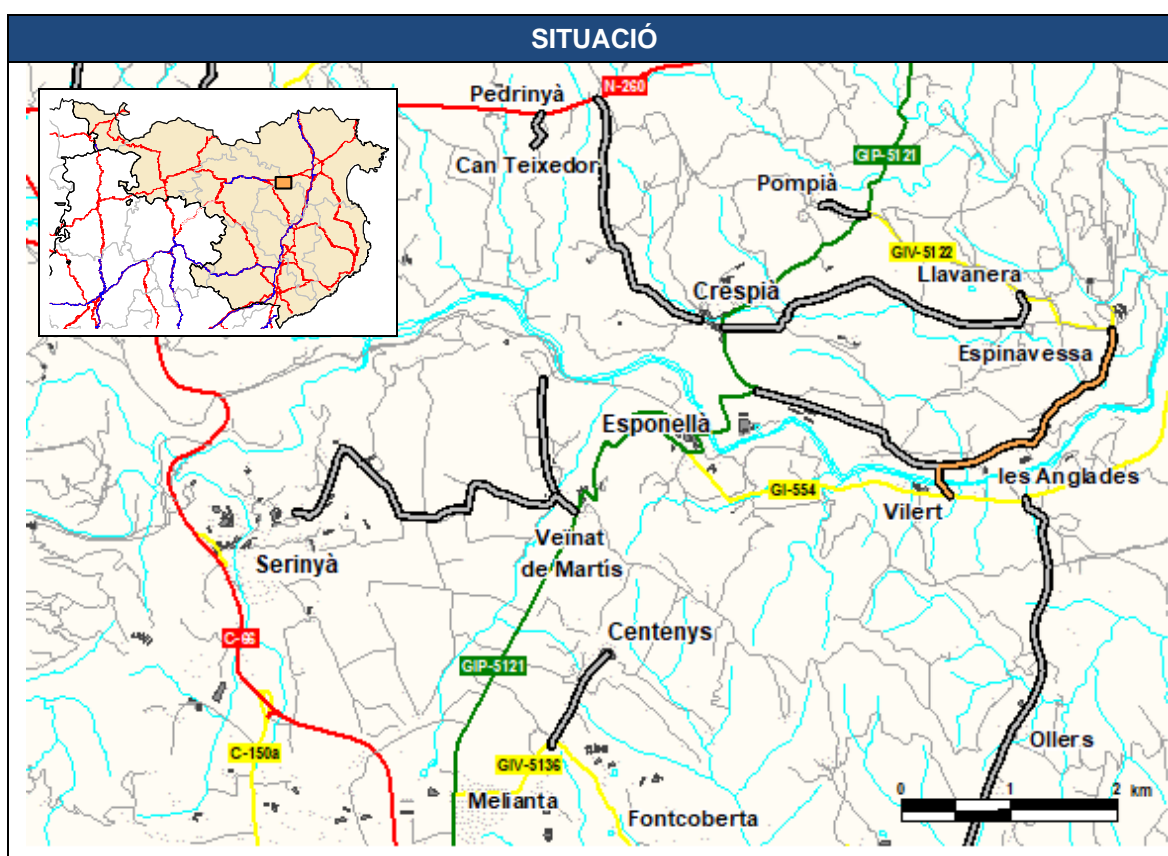 SITUACIÓ
Pedrinyà
N-260
Can Teixedor
GIP-5121
Pompià
GIV-5122
Llavanera
Crespià
Espinavessa
Esponellà
les Anglades
GI-554
Vilert
Veïnat
de Martís
Serinyà
Centenys
C-66
GIP-5121
Ollers
C-150a
GIV-5136
Melianta
Fontcoberta
0 1 2 km